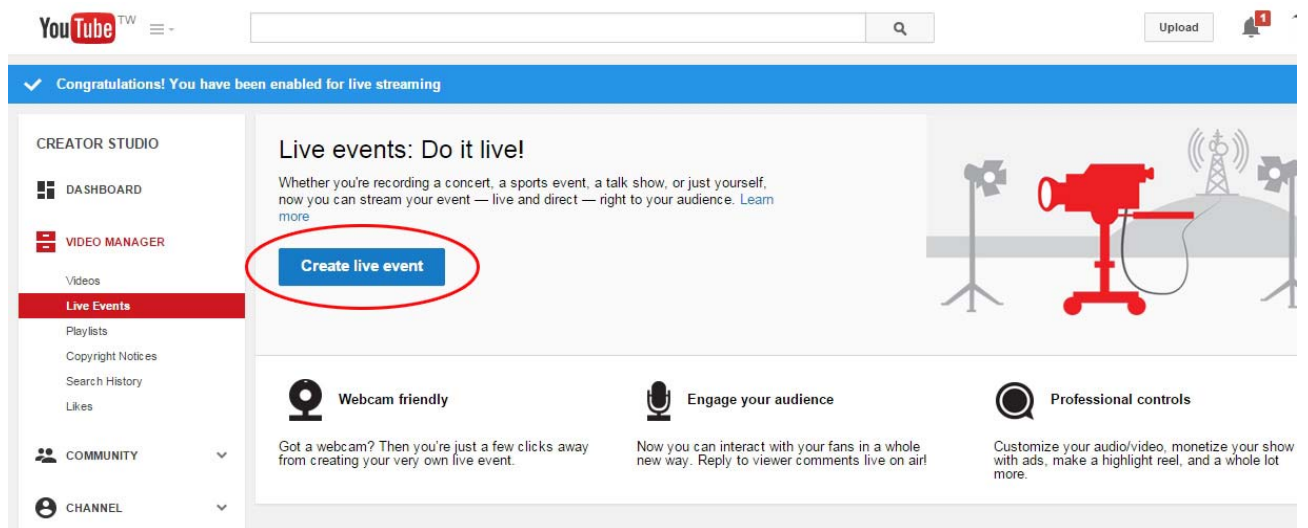 YouTube TW
Upload
1
Congratulations! You have been enabled for live streaming
CREATOR STUDIO
DASHBOARD
VIDEO MANAGER
Videos
Live Events
Playlists
Copyright Notices
Search History
Likes
COMMUNITY
CHANNEL
Live events: Do it live!
Whether you're recording a concert, a sports event, a talk show, or just yourself,
now you can stream your event — live and direct — right to your audience. Learn
more
Create live event
Webcam friendly
Got a webcam? Then you're just a few clicks away
from creating your very own live event.
Engage your audience
Now you can interact with your fans in a whole
new way. Reply to viewer comments live on air!
Professional controls
Customize your audio/video, monetize your show
with ads, make a highlight reel, and a whole lot
more.